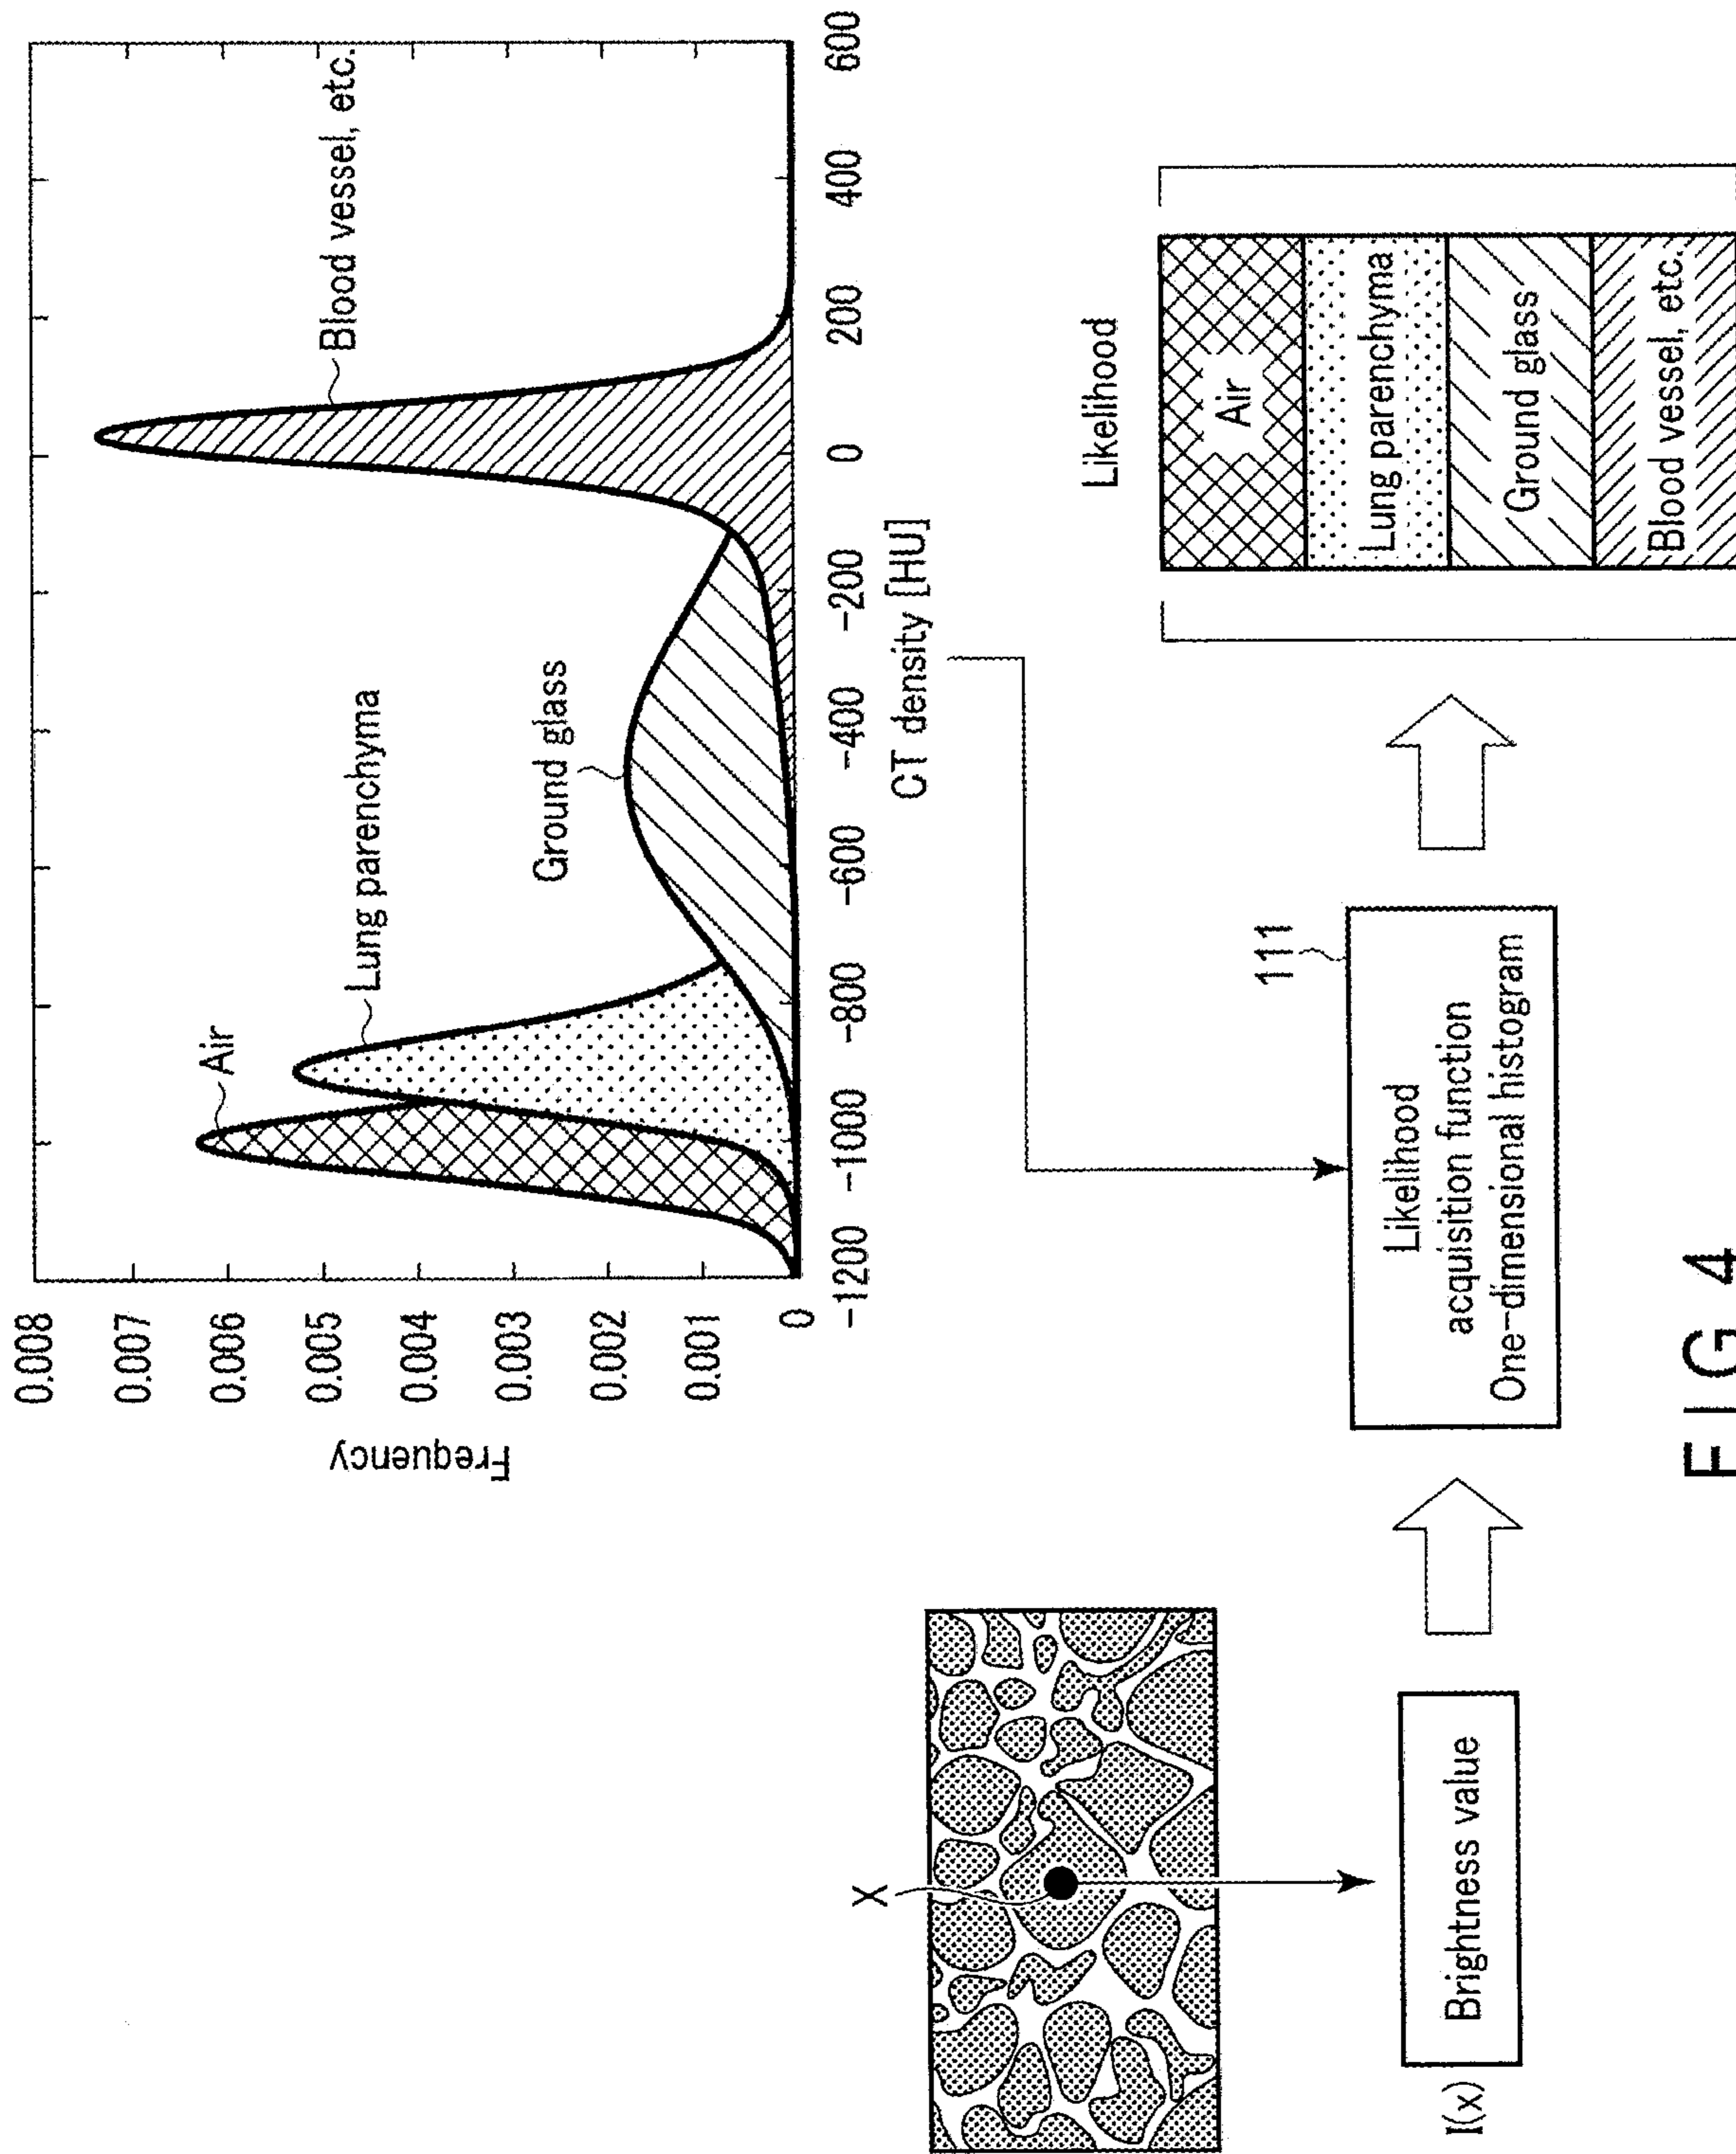 0.008
0.007
0.006
0.005
0.004
0.003
0.002
0.001
0
Frequency
Air
Lung parenchyma
Ground glass
Blood vessel, etc.
-1200
-1000
-800
-600
-400
-200
0
200
400
600
CT density [HU]
X
I(x)
Brightness value
111
Likelihood
acquisition function
One-dimensional histogram
Likelihood
Air
Lung parenchyma
Ground glass
Blood vessel, etc.
FIG. 4